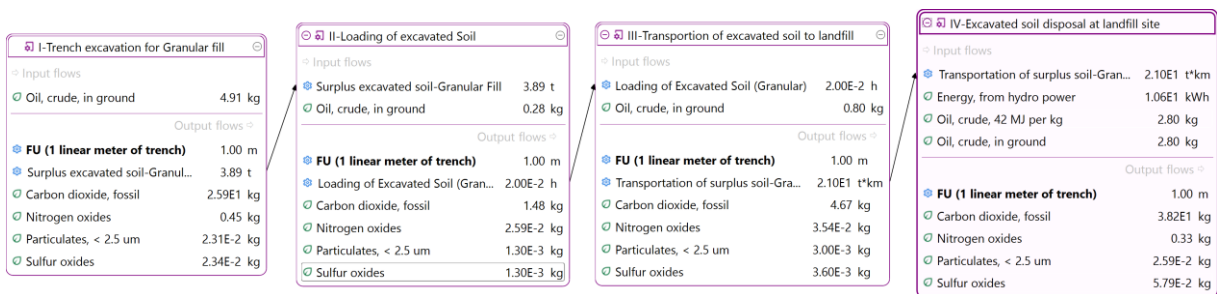 I-Trench excavation for Granular fill
Input flows
Oil, crude, in ground 4.91 kg
Output flows
FU (1 linear meter of trench) 1.00 m
Surplus excavated soil-Granul... 3.89 t
Carbon dioxide, fossil 2.59E1 kg
Nitrogen oxides 0.45 kg
Particulates, < 2.5 um 2.31E-2 kg
Sulfur oxides 2.34E-2 kg
II-Loading of excavated Soil
Input flows
Surplus excavated soil-Granular Fill 3.89 t
Oil, crude, in ground 0.28 kg
Output flows
FU (1 linear meter of trench) 1.00 m
Loading of Excavated Soil (Gran... 2.00E-2 h
Carbon dioxide, fossil 1.48 kg
Nitrogen oxides 2.59E-2 kg
Particulates, < 2.5 um 1.30E-3 kg
Sulfur oxides 1.30E-3 kg
III-Transportion of excavated soil to landfill
Input flows
Loading of Excavated Soil (Granular) 2.00E-2 h
Oil, crude, in ground 0.80 kg
Output flows
FU (1 linear meter of trench) 1.00 m
Transportation of surplus soil-Gra... 2.10E1 t*km
Carbon dioxide, fossil 4.67 kg
Nitrogen oxides 3.54E-2 kg
Particulates, < 2.5 um 3.00E-3 kg
Sulfur oxides 3.60E-3 kg
IV-Excavated soil disposal at landfill site
Input flows
Transportation of surplus soil-Gran... 2.10E1 t*km
Energy, from hydro power 1.06E1 kWh
Oil, crude, 42 MJ per kg 2.80 kg
Oil, crude, in ground 2.80 kg
Output flows
FU (1 linear meter of trench) 1.00 m
Carbon dioxide, fossil 3.82E1 kg
Nitrogen oxides 0.33 kg
Particulates, < 2.5 um 2.59E-2 kg
Sulfur oxides 5.79E-2 kg